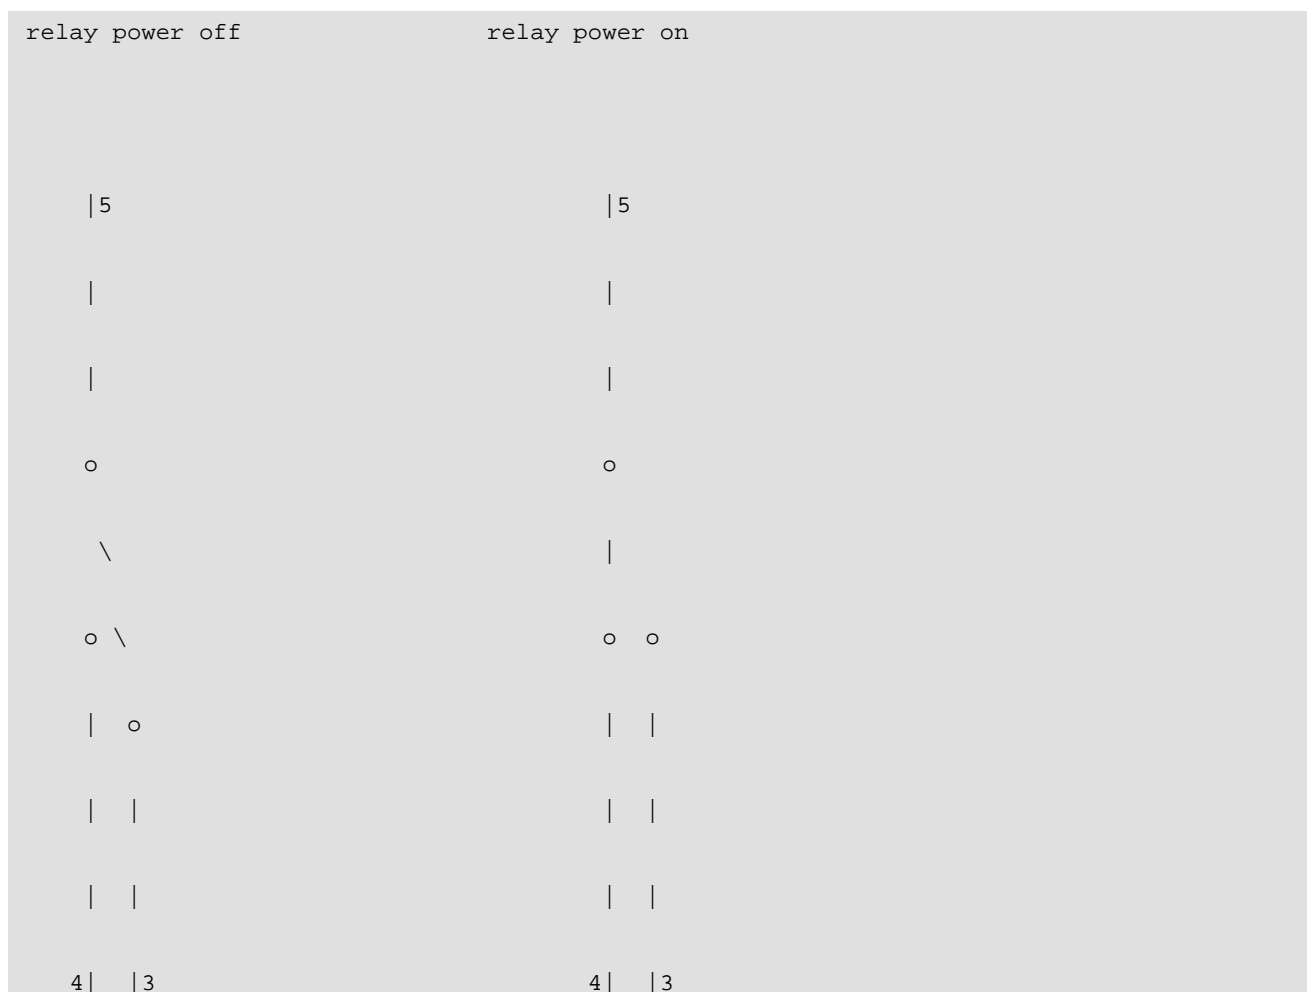 relay power off                 relay power on
    |5                                  |5
    |                                   |
    |                                   |
    o                                   o
     \                                  |
    o \                                 o  o
    |  o                                |  |
    |  |                                |  |
    |  |                                |  |
   4|  |3                              4|  |3